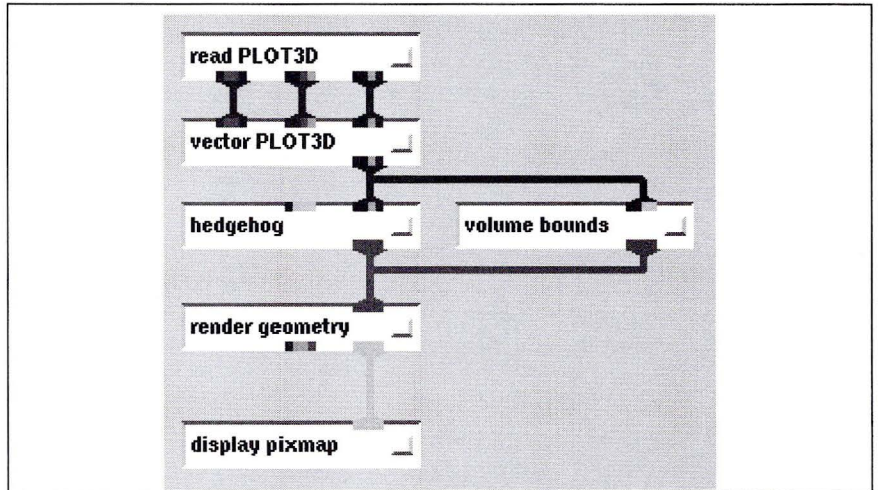 read PLOT3D
vector PLOT3D
hedgehog
volume bounds
render geometry
display pixmap